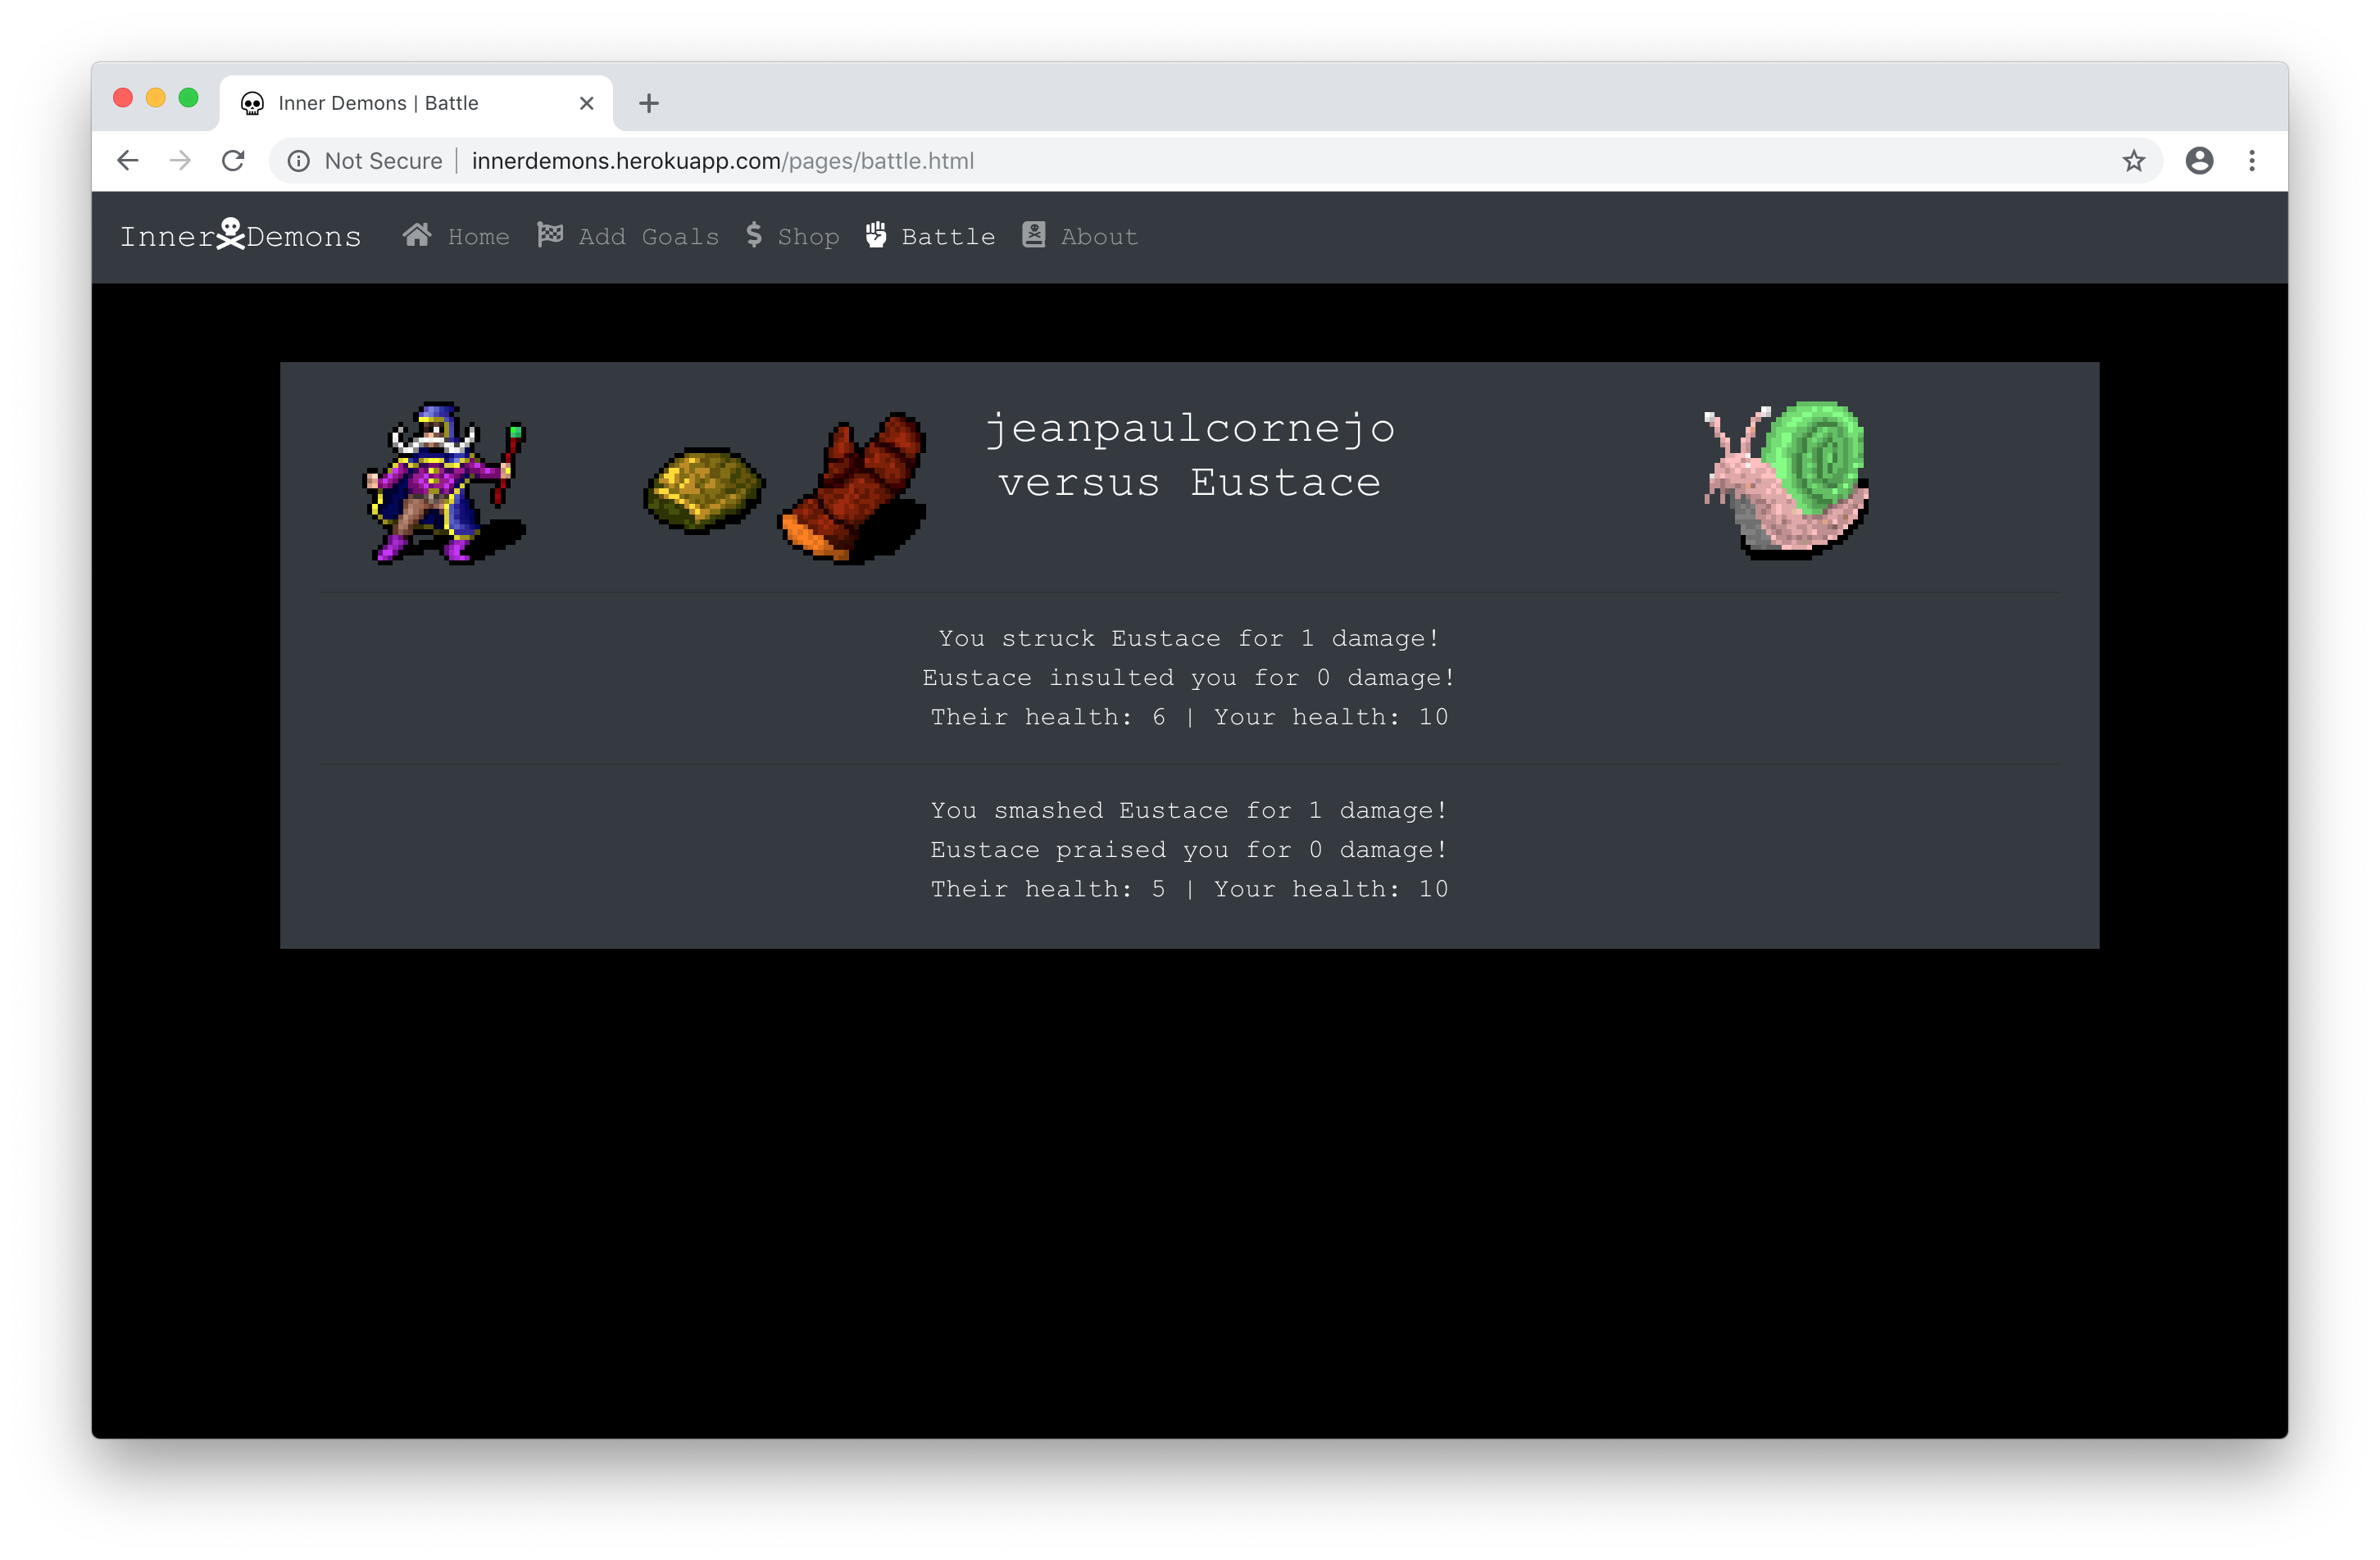 Inner Demons | Battle
Not Secure | innerdemons.herokuapp.com/pages/battle.html
Inner Demons Home Add Goals $ Shop Battle About
jeanpaulcornejo
versus Eustace
You struck Eustace for 1 damage!
Eustace insulted you for 0 damage!
Their health: 6 | Your health: 10
You smashed Eustace for 1 damage!
Eustace praised you for 0 damage!
Their health: 5 | Your health: 10